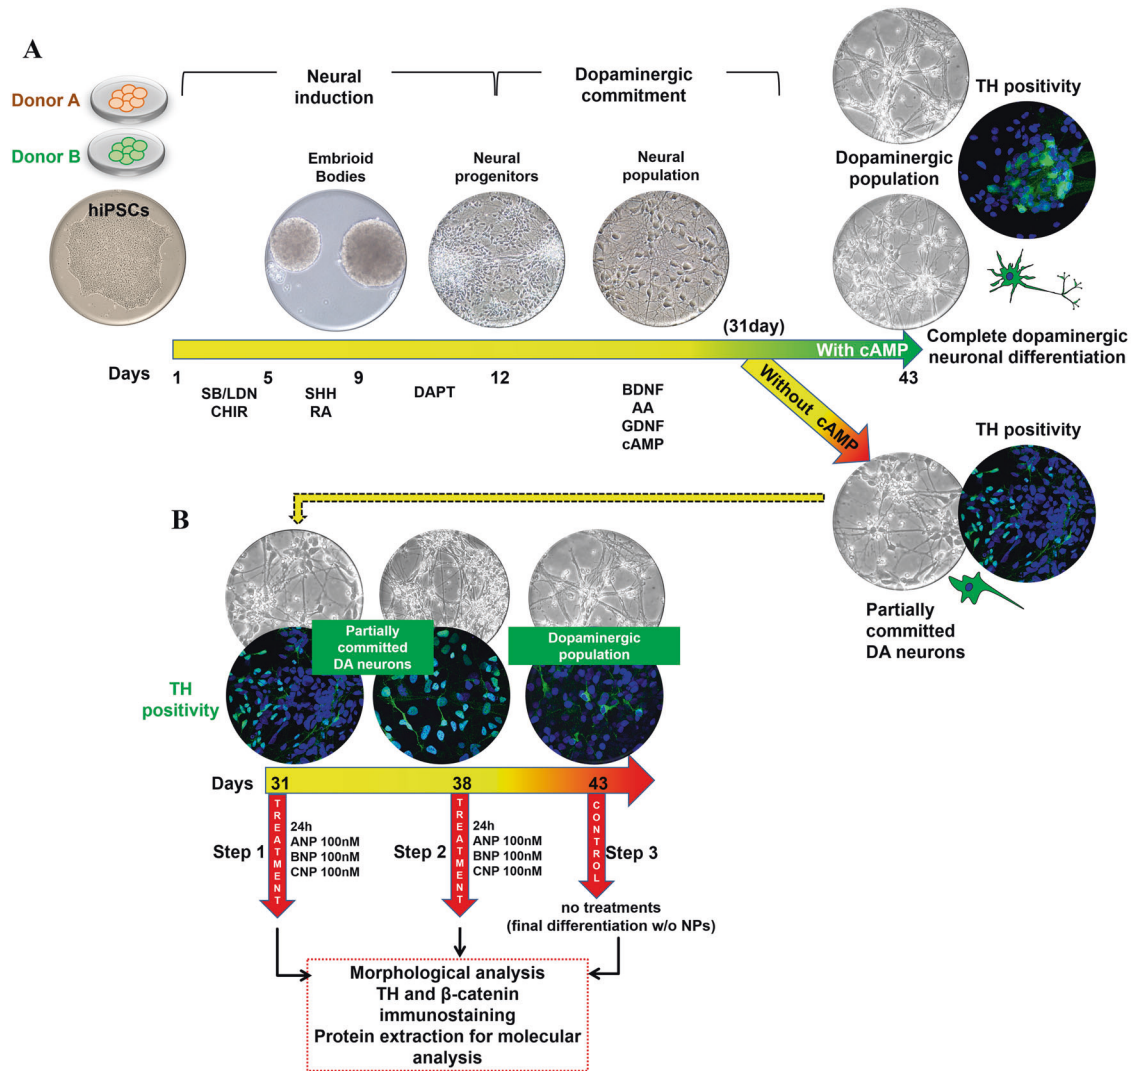 A
Donor A
Donor B
hiPSCs
Neural
induction
Dopaminergic
commitment
Embrioid
Bodies
Neural
progenitors
Neural
population
Dopaminergic
population
TH positivity
(31day)
With cAMP
Complete dopaminergic
neuronal differentiation
Days
1
5
9
12
43
SB/LDN
CHIR
SHH
RA
DAPT
BDNF
AA
GDNF
cAMP
Without cAMP
TH positivity
Partially
committed
DA neurons
B
Partially
committed
DA neurons
Dopaminergic
population
TH
positivity
Days
31
38
43
Step 1
TREATMENT
24h
ANP 100nM
BNP 100nM
CNP 100nM
Step 2
TREATMENT
24h
ANP 100nM
BNP 100nM
CNP 100nM
CONTROL
Step 3
no treatments
(final differentiation w/o NPs)
Morphological analysis
TH and β-catenin
immunostaining
Protein extraction for molecular
analysis